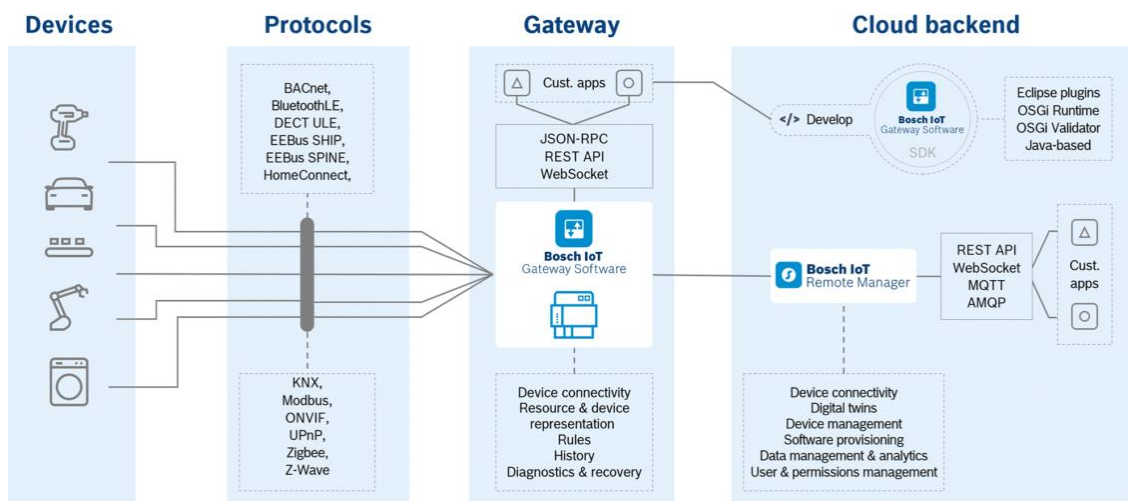 Devices
Protocols
Gateway
Cloud backend
BACnet,
BluetoothLE,
DECT ULE,
EEBus SHIP,
EEBus SPINE,
HomeConnect,
KNX,
Modbus,
ONVIF,
UPnP,
Zigbee,
Z-Wave
Cust. apps
JSON-RPC
REST API
WebSocket
Bosch IoT
Gateway Software
Device connectivity
Resource & device
representation
Rules
History
Diagnostics & recovery
</> Develop
Bosch IoT
Gateway Software
SDK
Eclipse plugins
OSGi Runtime
OSGi Validator
Java-based
Bosch IoT
Remote Manager
REST API
WebSocket
MQTT
AMQP
Cust.
apps
Device connectivity
Digital twins
Device management
Software provisioning
Data management & analytics
User & permissions management